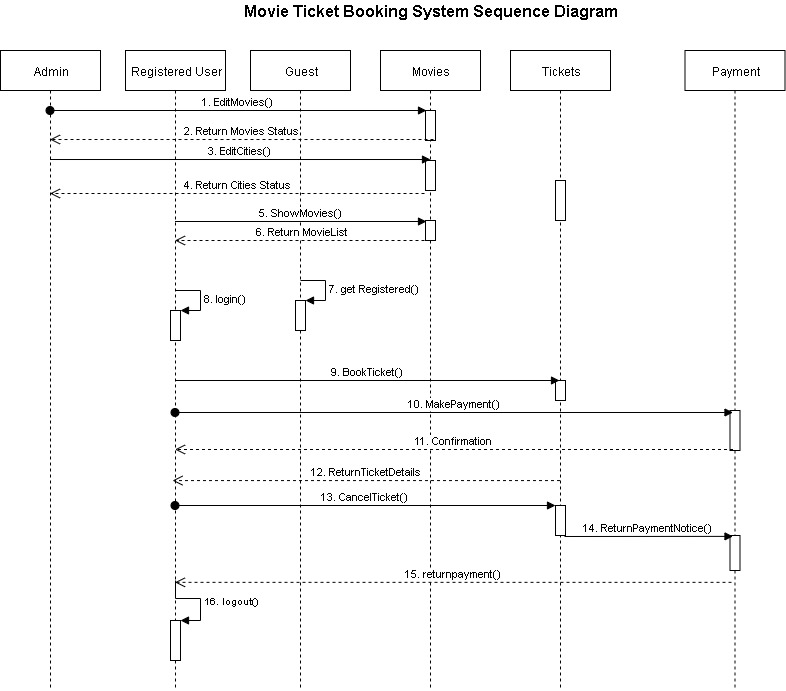 Movie Ticket Booking System Sequence Diagram
Admin
Registered User
Guest
Movies
Tickets
Payment
1. EditMovies()
2. Return Movies Status
3. EditCities()
4. Return Cities Status
5. ShowMovies()
6. Return MovieList
7. get Registered()
8. login()
9. BookTicket()
10. MakePayment()
11. Confirmation
12. ReturnTicketDetails
13. CancelTicket()
14. ReturnPaymentNotice()
15. returnpayment()
16. logout()